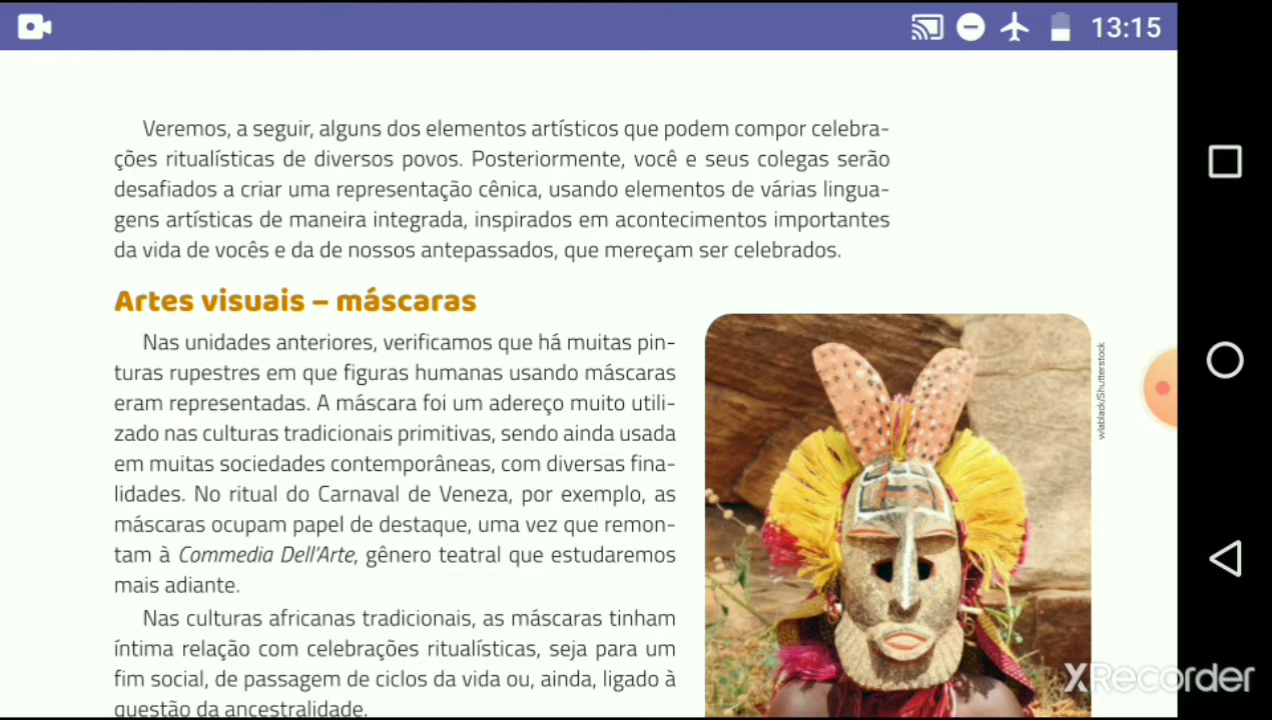 13:15
Veremos, a seguir, alguns dos elementos artísticos que podem compor celebra-
ções ritualísticas de diversos povos. Posteriormente, você e seus colegas serão
desafiados a criar uma representação cênica, usando elementos de várias lingua-
gens artísticas de maneira integrada, inspirados em acontecimentos importantes
da vida de vocês e da de nossos antepassados, que mereçam ser celebrados.
Artes visuais – máscaras
Nas unidades anteriores, verificamos que há muitas pin-
turas rupestres em que figuras humanas usando máscaras
eram representadas. A máscara foi um adereço muito utili-
zado nas culturas tradicionais primitivas, sendo ainda usada
em muitas sociedades contemporâneas, com diversas fina-
lidades. No ritual do Carnaval de Veneza, por exemplo, as
máscaras ocupam papel de destaque, uma vez que remon-
tam à Commedia Dell'Arte, gênero teatral que estudaremos
mais adiante.
Nas culturas africanas tradicionais, as máscaras tinham
íntima relação com celebrações ritualísticas, seja para um
fim social, de passagem de ciclos da vida ou, ainda, ligado à
questão da ancestralidade.
wlablack/Shutterstock
XRecorder